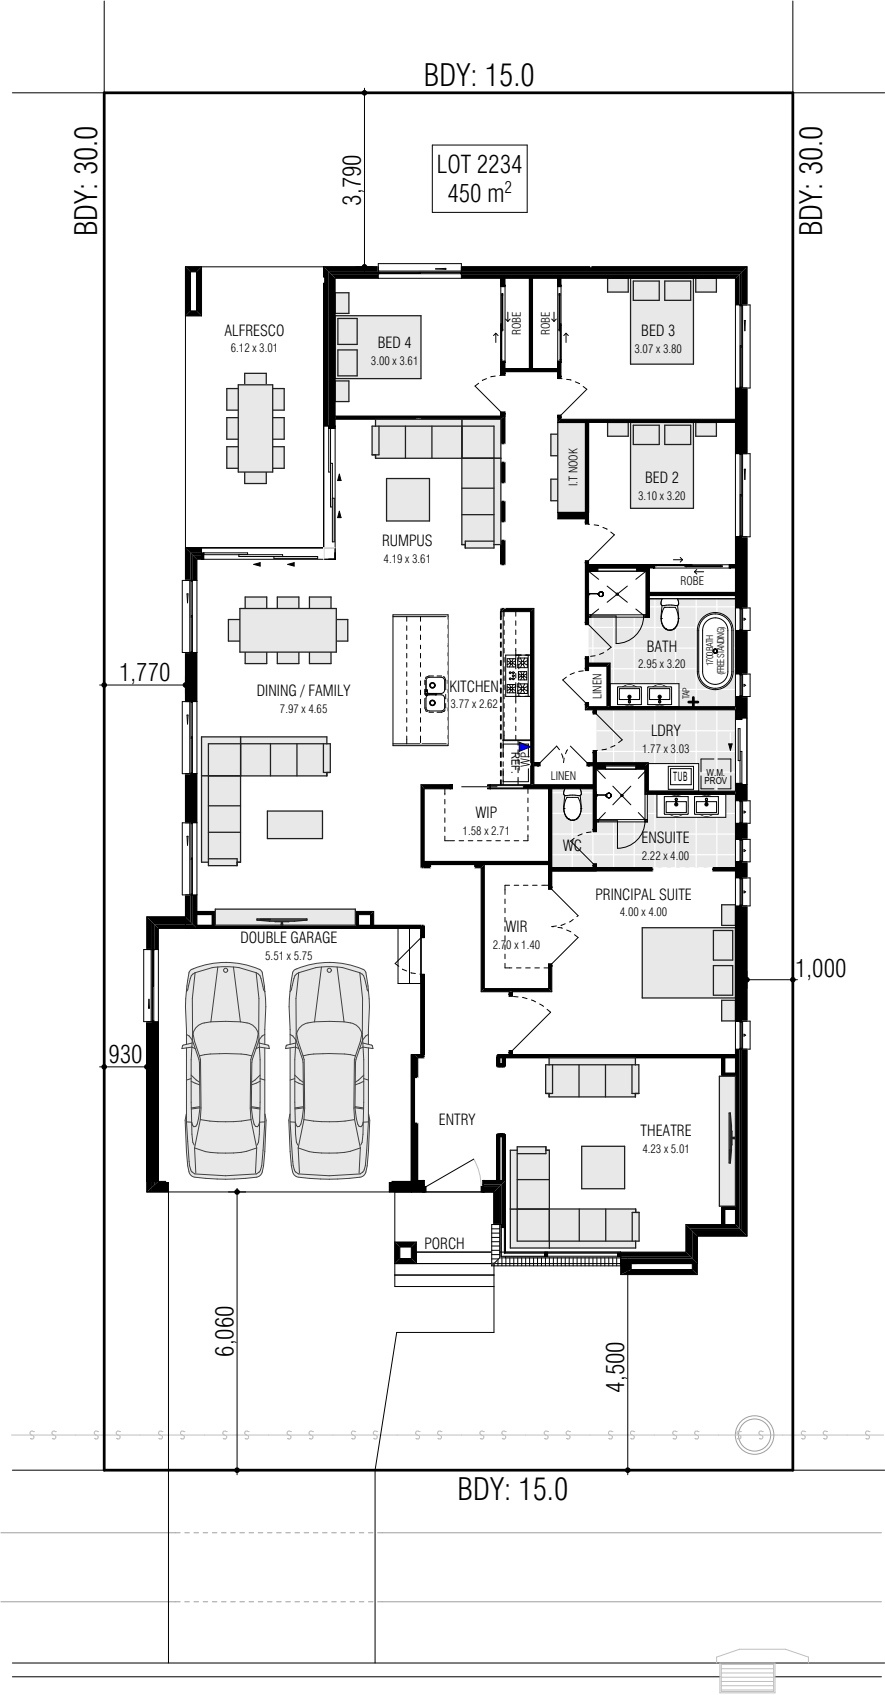 BDY: 15.0
BDY: 30.0
BDY: 30.0
3,790
LOT 2234
450 m²
ALFRESCO
6.12 x 3.01
BED 4
3.00 x 3.61
ROBE
ROBE
BED 3
3.07 x 3.80
I.T NOOK
BED 2
3.10 x 3.20
RUMPUS
4.19 x 3.61
ROBE
BATH
2.95 x 3.20
1700 BATH
(FREE STANDING)
LINEN
TAP
1,770
DINING / FAMILY
7.97 x 4.65
KITCHEN
3.77 x 2.62
LDRY
1.77 x 3.03
REF.
WP
LINEN
TUB
W.M.
PROV
WIP
1.58 x 2.71
WC
ENSUITE
2.22 x 4.00
PRINCIPAL SUITE
4.00 x 4.00
WIR
2.70 x 1.40
DOUBLE GARAGE
5.51 x 5.75
1,000
930
ENTRY
THEATRE
4.23 x 5.01
PORCH
6,060
4,500
S S S S S S S S S S S S S S S S S S S S S S S S S S S
BDY: 15.0